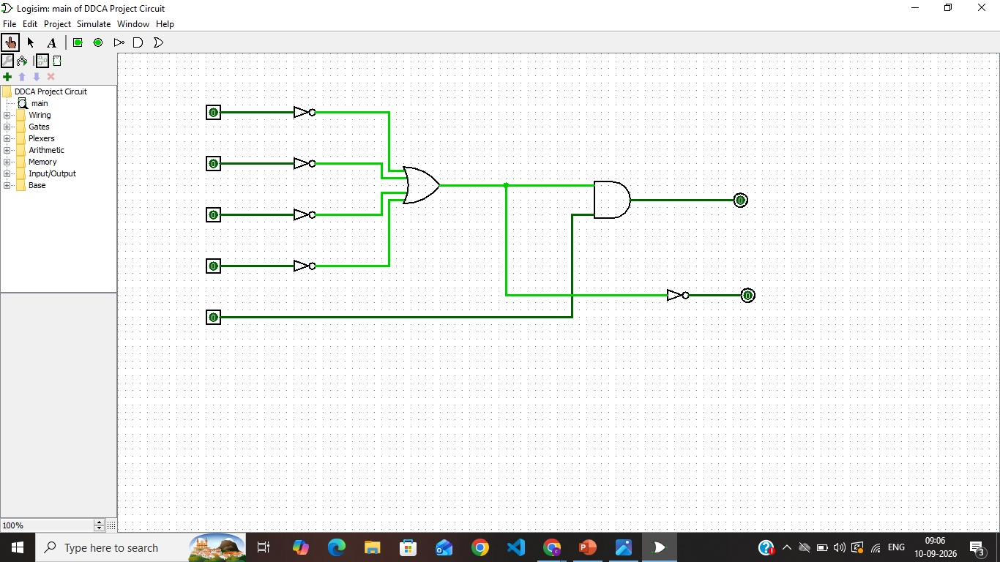 Logisim: main of DDCA Project Circuit
File Edit Project Simulate Window Help
A
DDCA Project Circuit
main
Wiring
Gates
Plexers
Arithmetic
Memory
Input/Output
Base
0
0
0
0
0
0
0
100%
Type here to search
ENG
09:06
10-09-2026
3